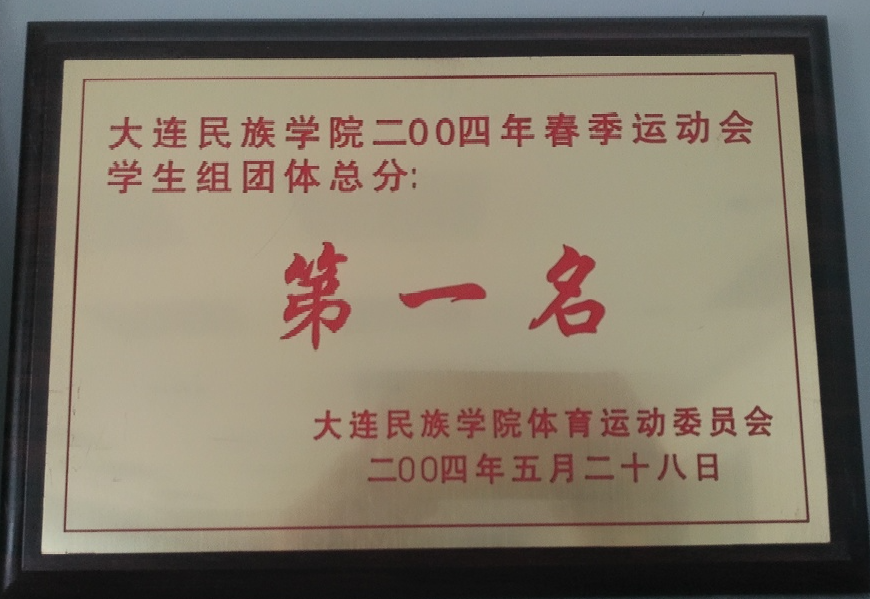 大连民族学院二00四年春季运动会
学生组团体总分:
第一名
大连民族学院体育运动委员会
二00四年五月二十八日